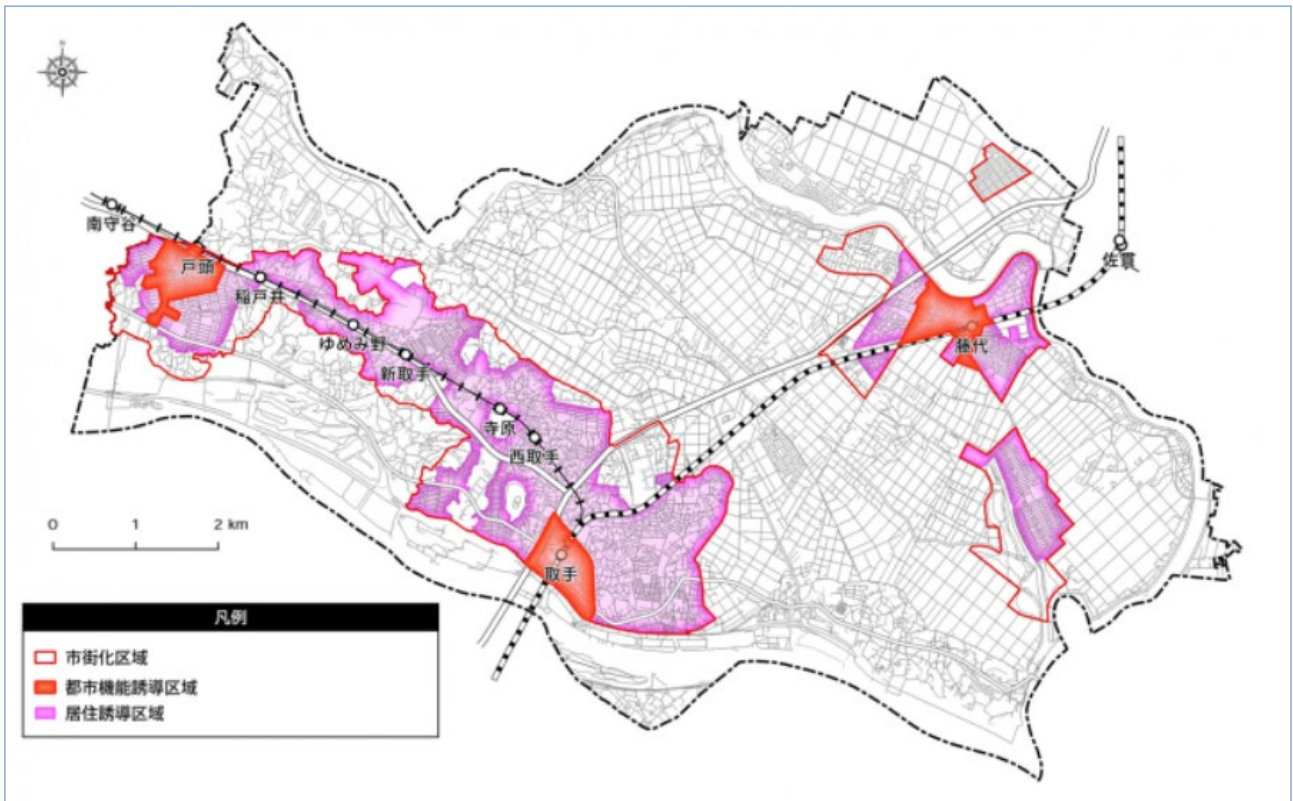 N
南守谷
戸頭
稲戸井
ゆめみ野
新取手
寺原
西取手
取手
藤代
佐貫
0 1 2 km
凡例
市街化区域
都市機能誘導区域
居住誘導区域